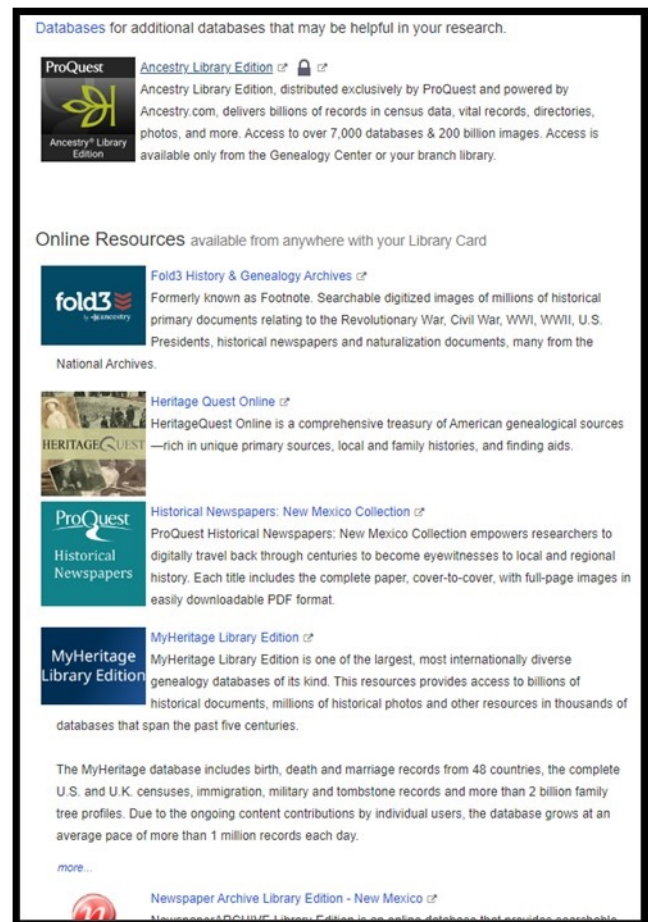 Databases for additional databases that may be helpful in your research.
ProQuest
Ancestry® Library
Edition
Ancestry Library Edition
Ancestry Library Edition, distributed exclusively by ProQuest and powered by
Ancestry.com, delivers billions of records in census data, vital records, directories,
photos, and more. Access to over 7,000 databases & 200 billion images. Access is
available only from the Genealogy Center or your branch library.
Online Resources available from anywhere with your Library Card
fold3
by ancestry
Fold3 History & Genealogy Archives
Formerly known as Footnote. Searchable digitized images of millions of historical
primary documents relating to the Revolutionary War, Civil War, WWI, WWII, U.S.
Presidents, historical newspapers and naturalization documents, many from the
National Archives.
HERITAGE QUEST
Heritage Quest Online
HeritageQuest Online is a comprehensive treasury of American genealogical sources
—rich in unique primary sources, local and family histories, and finding aids.
ProQuest
Historical
Newspapers
Historical Newspapers: New Mexico Collection
ProQuest Historical Newspapers: New Mexico Collection empowers researchers to
digitally travel back through centuries to become eyewitnesses to local and regional
history. Each title includes the complete paper, cover-to-cover, with full-page images in
easily downloadable PDF format.
MyHeritage
Library Edition
MyHeritage Library Edition
MyHeritage Library Edition is one of the largest, most internationally diverse
genealogy databases of its kind. This resources provides access to billions of
historical documents, millions of historical photos and other resources in thousands of
databases that span the past five centuries.
The MyHeritage database includes birth, death and marriage records from 48 countries, the complete
U.S. and U.K. censuses, immigration, military and tombstone records and more than 2 billion family
tree profiles. Due to the ongoing content contributions by individual users, the database grows at an
average pace of more than 1 million records each day.
more...
n
Newspaper Archive Library Edition - New Mexico
NewspaperARCHIVE Library Edition is an online database that provides searchable